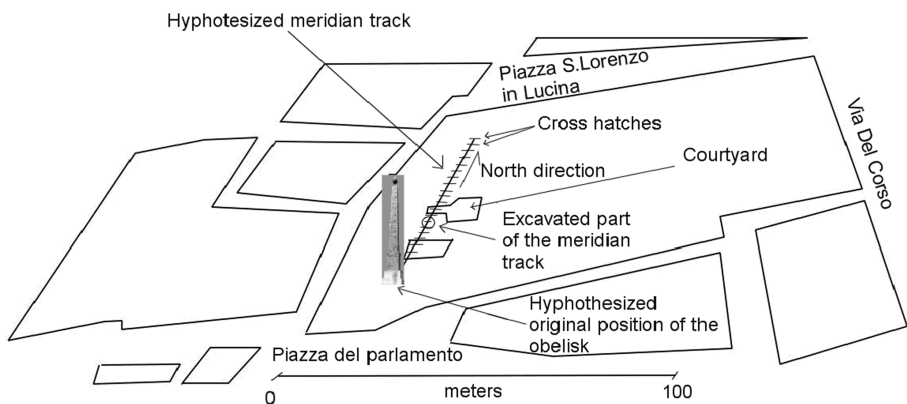 Hyphotesized meridian track
Piazza S.Lorenzo
in Lucina
Via Del Corso
Cross hatches
North direction
Courtyard
Excavated part
of the meridian
track
Hyphothesized
original position of the
obelisk
Piazza del parlamento
0
meters
100